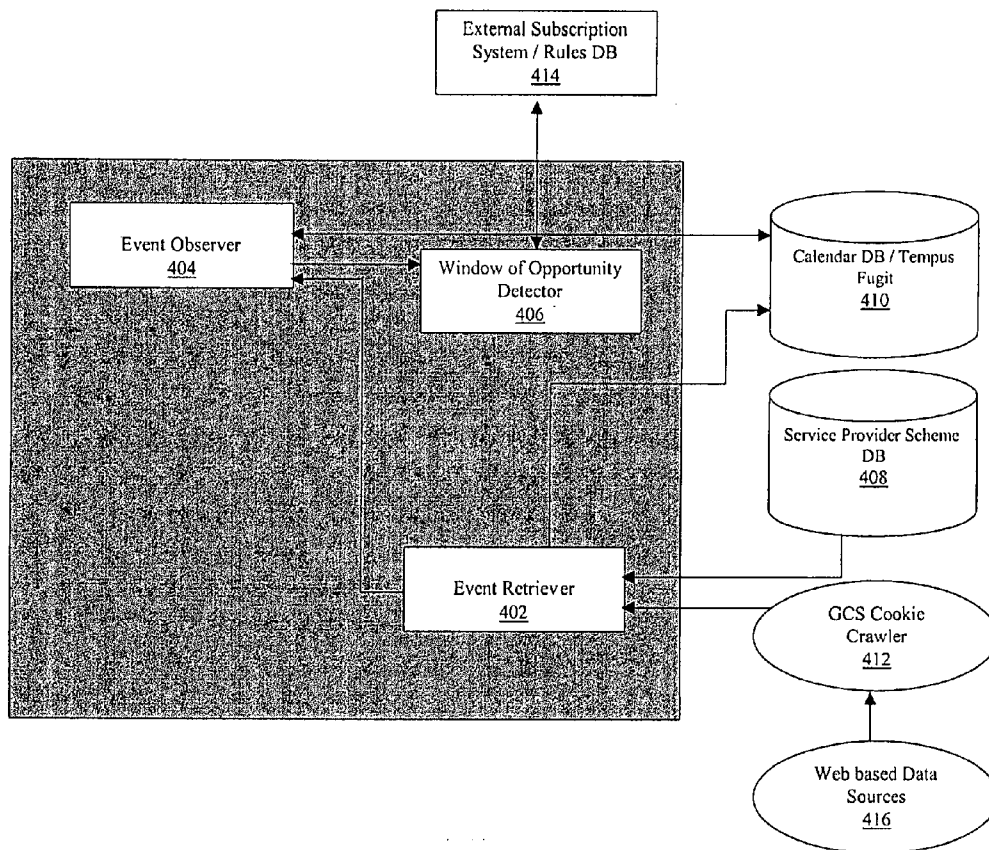 External Subscription
System / Rules DB
414
Event Observer
404
Window of Opportunity
Detector
406
Calendar DB / Tempus
Fugit
410
Service Provider Scheme
DB
408
Event Retriever
402
GCS Cookie
Crawler
412
Web based Data
Sources
416